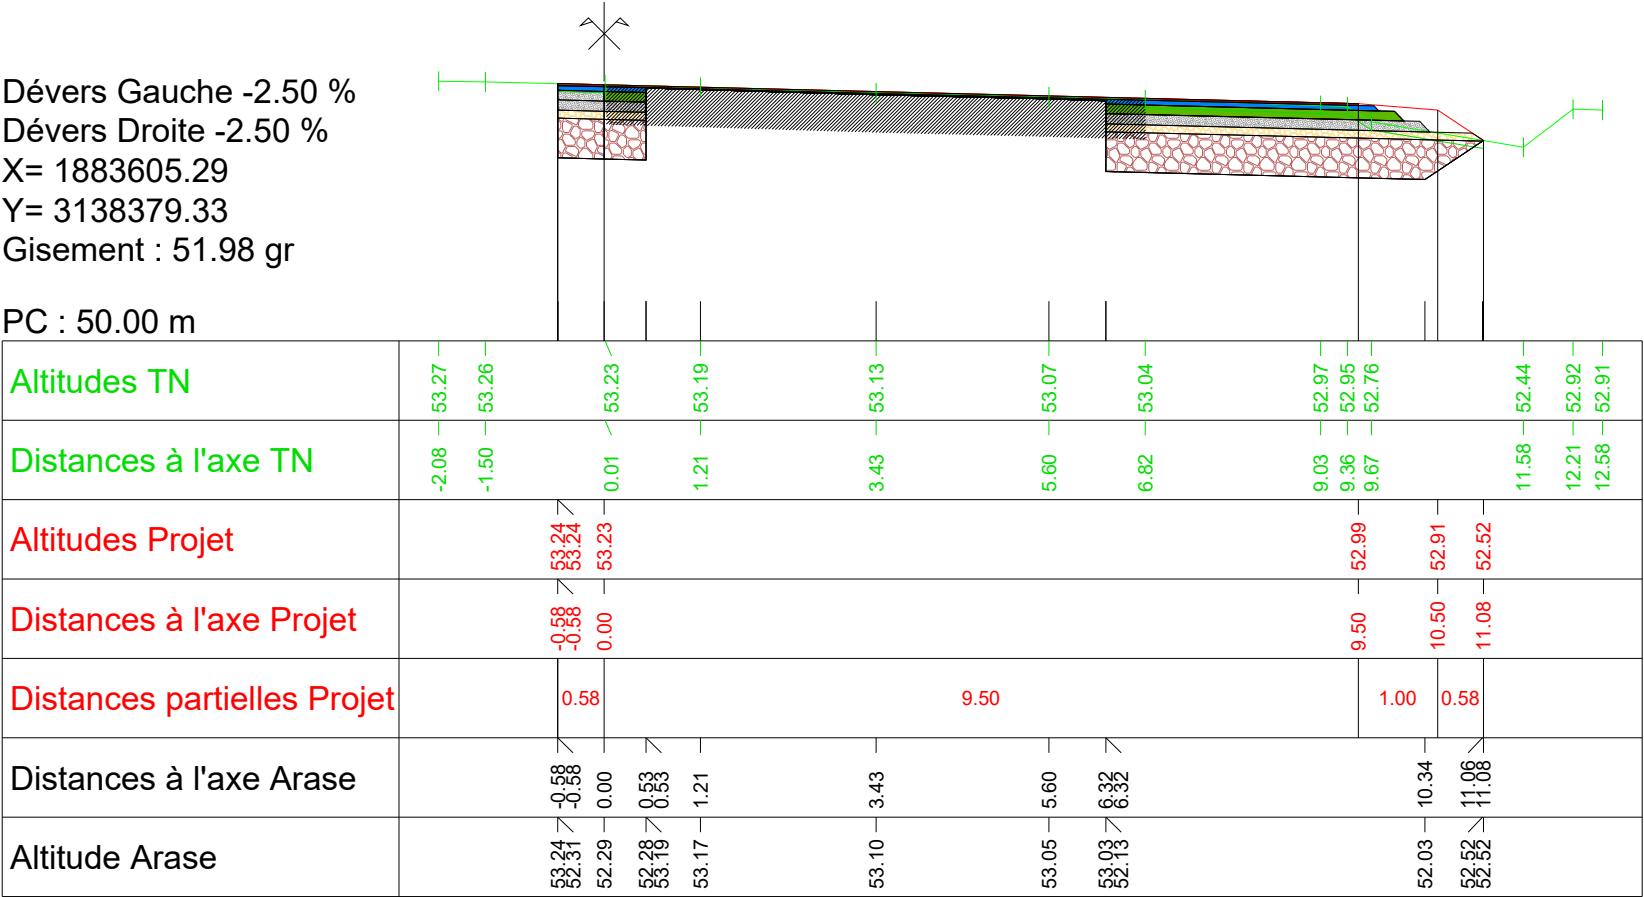 Dévers Gauche -2.50 %
Dévers Droite -2.50 %
X= 1883605.29
Y= 3138379.33
Gisement : 51.98 gr
PC : 50.00 m
Altitudes TN 53.27 53.26 53.23 53.19 53.13 53.07 53.04 52.97 52.95 52.76 52.44 52.92 52.91
Distances à l'axe TN -2.08 -1.50 0.01 1.21 3.43 5.60 6.82 9.03 9.36 9.67 11.58 12.21 12.58
Altitudes Projet 53.24 53.24 53.23 52.99 52.91 52.52
Distances à l'axe Projet -0.58 -0.58 0.00 9.50 10.50 11.08
Distances partielles Projet 0.58 9.50 1.00 0.58
Distances à l'axe Arase -0.58 -0.58 0.00 0.53 0.53 1.21 3.43 5.60 6.32 6.32 10.34 11.06 11.08
Altitude Arase 53.24 52.31 52.29 52.28 53.19 53.17 53.10 53.05 53.03 52.13 52.03 52.52 52.52